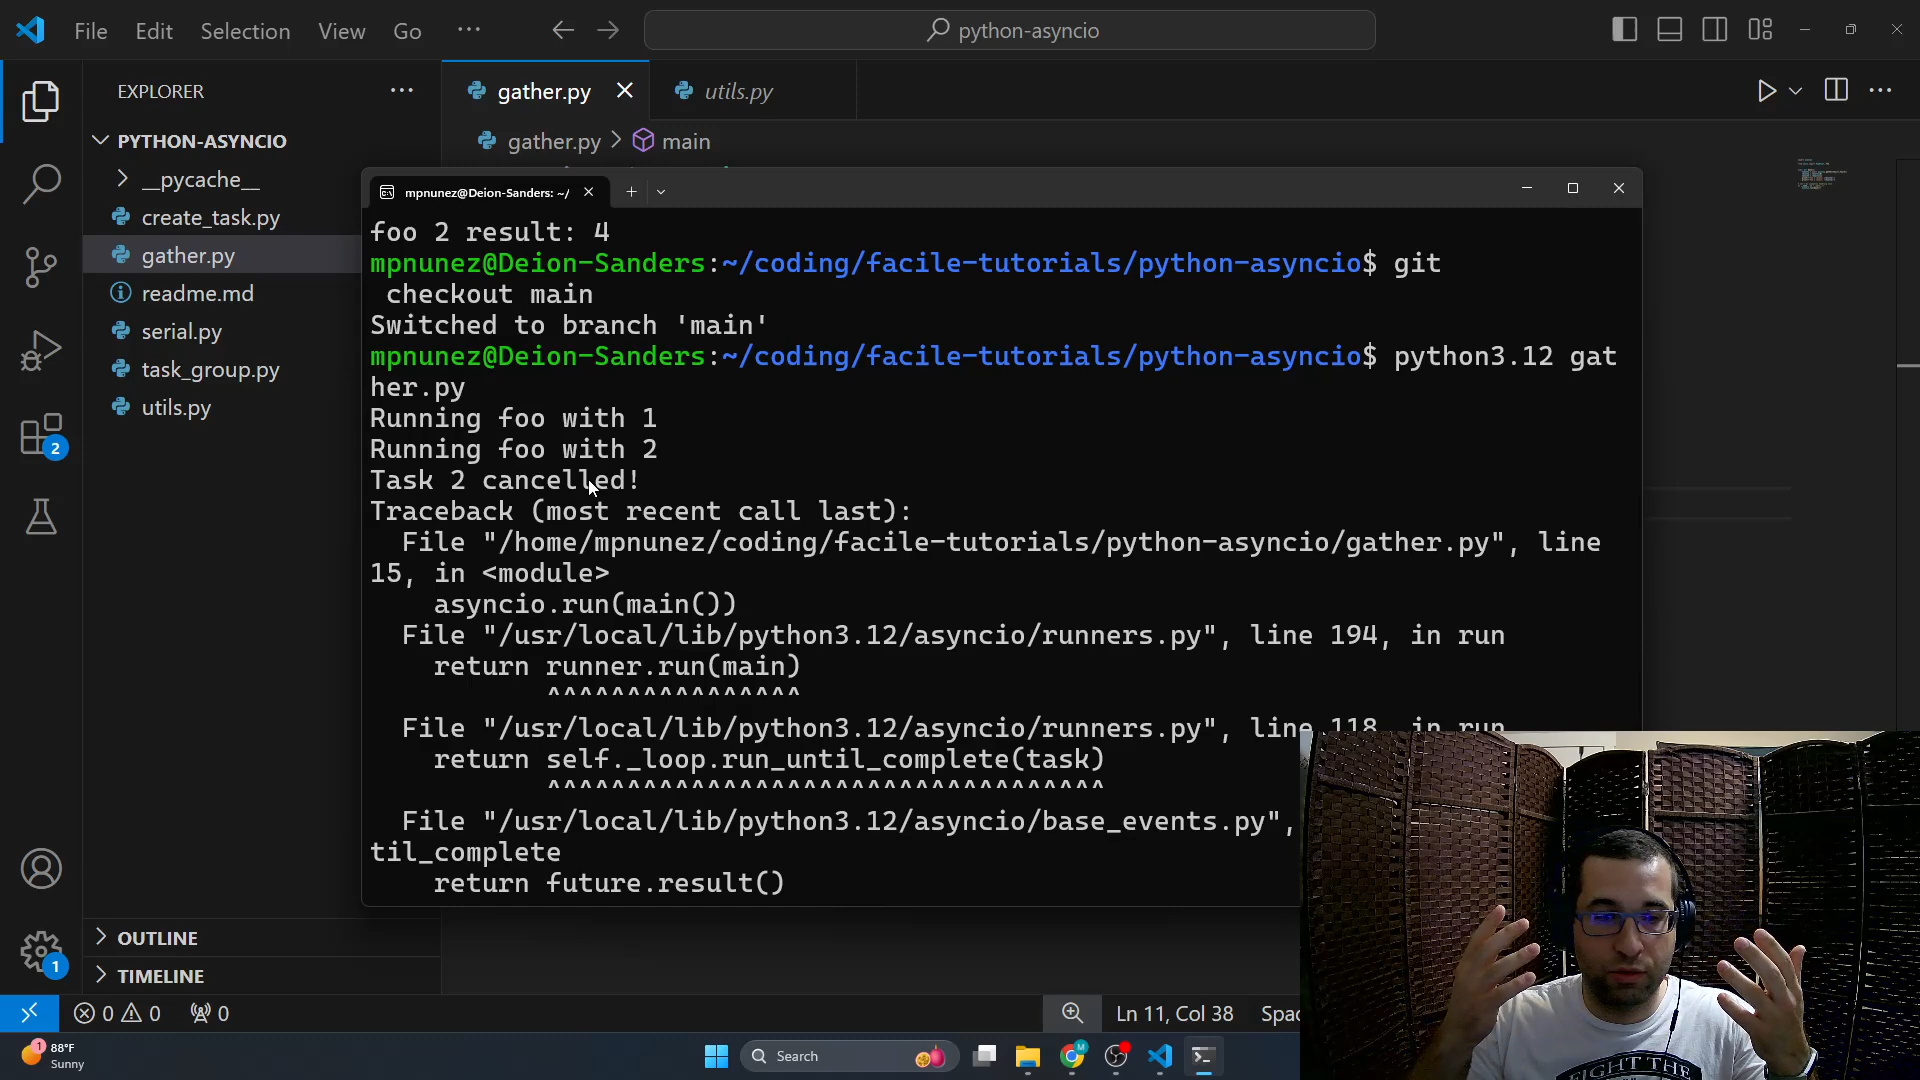 File Edit Selection View Go ...
python-asyncio
EXPLORER
gather.py
utils.py
PYTHON-ASYNCIO
gather.py > main
__pycache__
create_task.py
gather.py
readme.md
serial.py
task_group.py
utils.py
mpnunez@Deion-Sanders: ~/
foo 2 result: 4
mpnunez@Deion-Sanders:~/coding/facile-tutorials/python-asyncio$ git
checkout main
Switched to branch 'main'
mpnunez@Deion-Sanders:~/coding/facile-tutorials/python-asyncio$ python3.12 gat
her.py
Running foo with 1
Running foo with 2
Task 2 cancelled!
Traceback (most recent call last):
File "/home/mpnunez/coding/facile-tutorials/python-asyncio/gather.py", line
15, in <module>
asyncio.run(main())
File "/usr/local/lib/python3.12/asyncio/runners.py", line 194, in run
return runner.run(main)
^^^^^^^^^^^^^^^^
File "/usr/local/lib/python3.12/asyncio/runners.py", line 118, in run
return self._loop.run_until_complete(task)
^^^^^^^^^^^^^^^^^^^^^^^^^^^^^^^^^^^
File "/usr/local/lib/python3.12/asyncio/base_events.py",
til_complete
return future.result()
2
OUTLINE
TIMELINE
1
0 0 0
Ln 11, Col 38 Spac
1
88°F
Sunny
Search
M
FIGHT THE